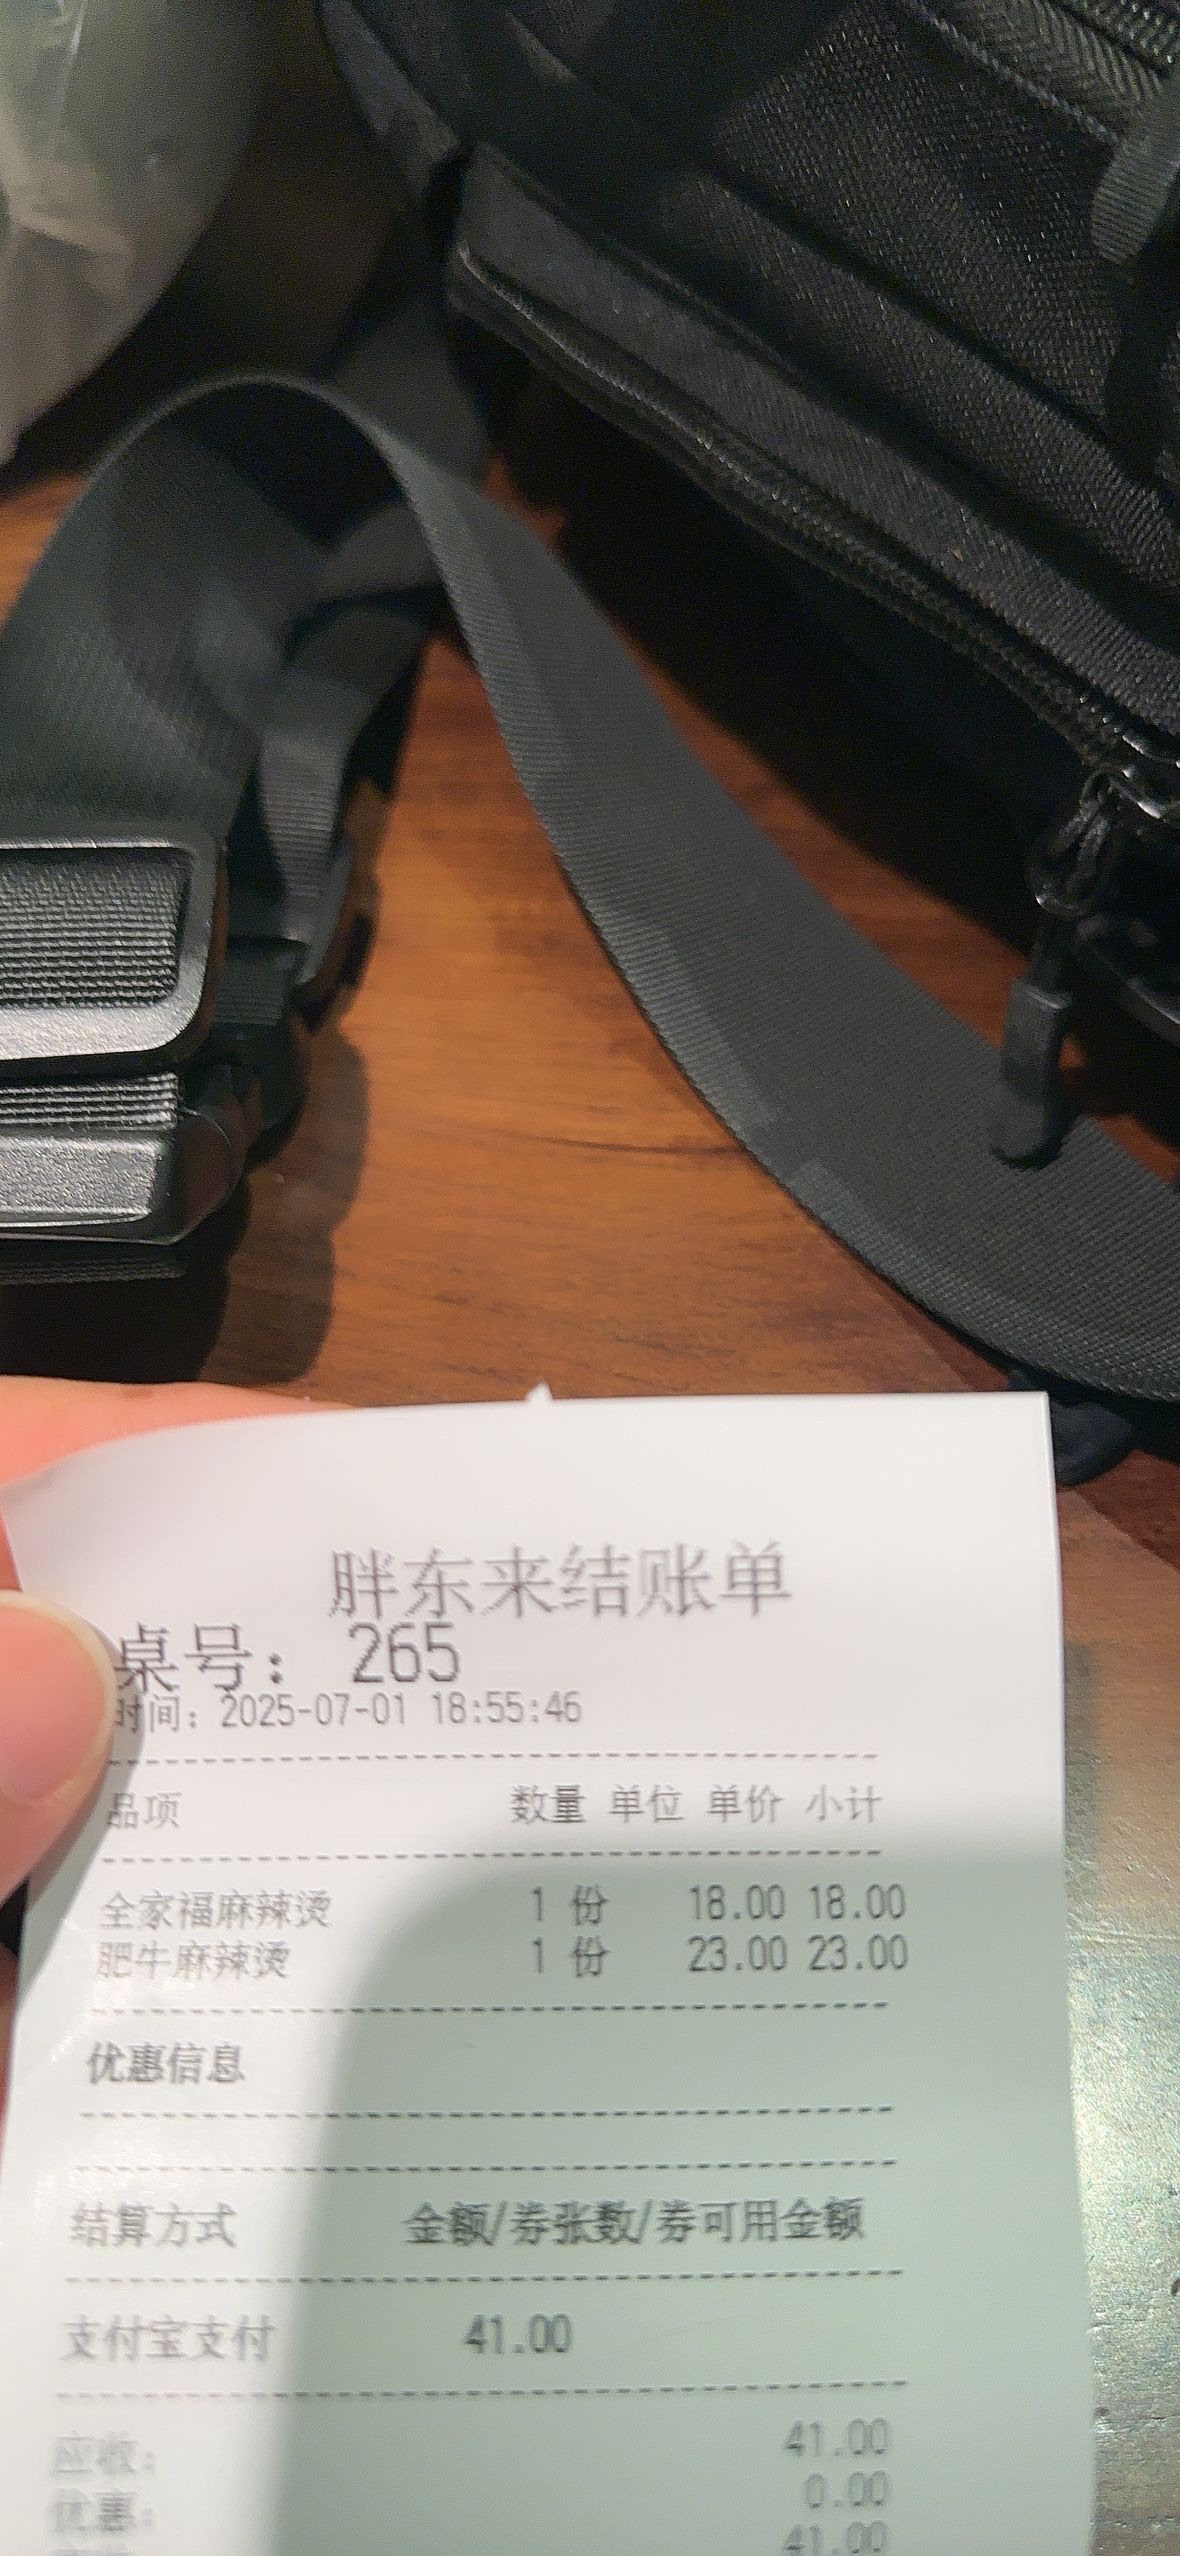 胖东来结账单
桌号： 265
时间：2025-07-01 18:55:46
品项 数量 单位 单价 小计
全家福麻辣烫 1 份 18.00 18.00
肥牛麻辣烫 1 份 23.00 23.00
优惠信息
结算方式 金额/券张数/券可用金额
支付宝支付 41.00
应收： 41.00
优惠： 0.00
41.00